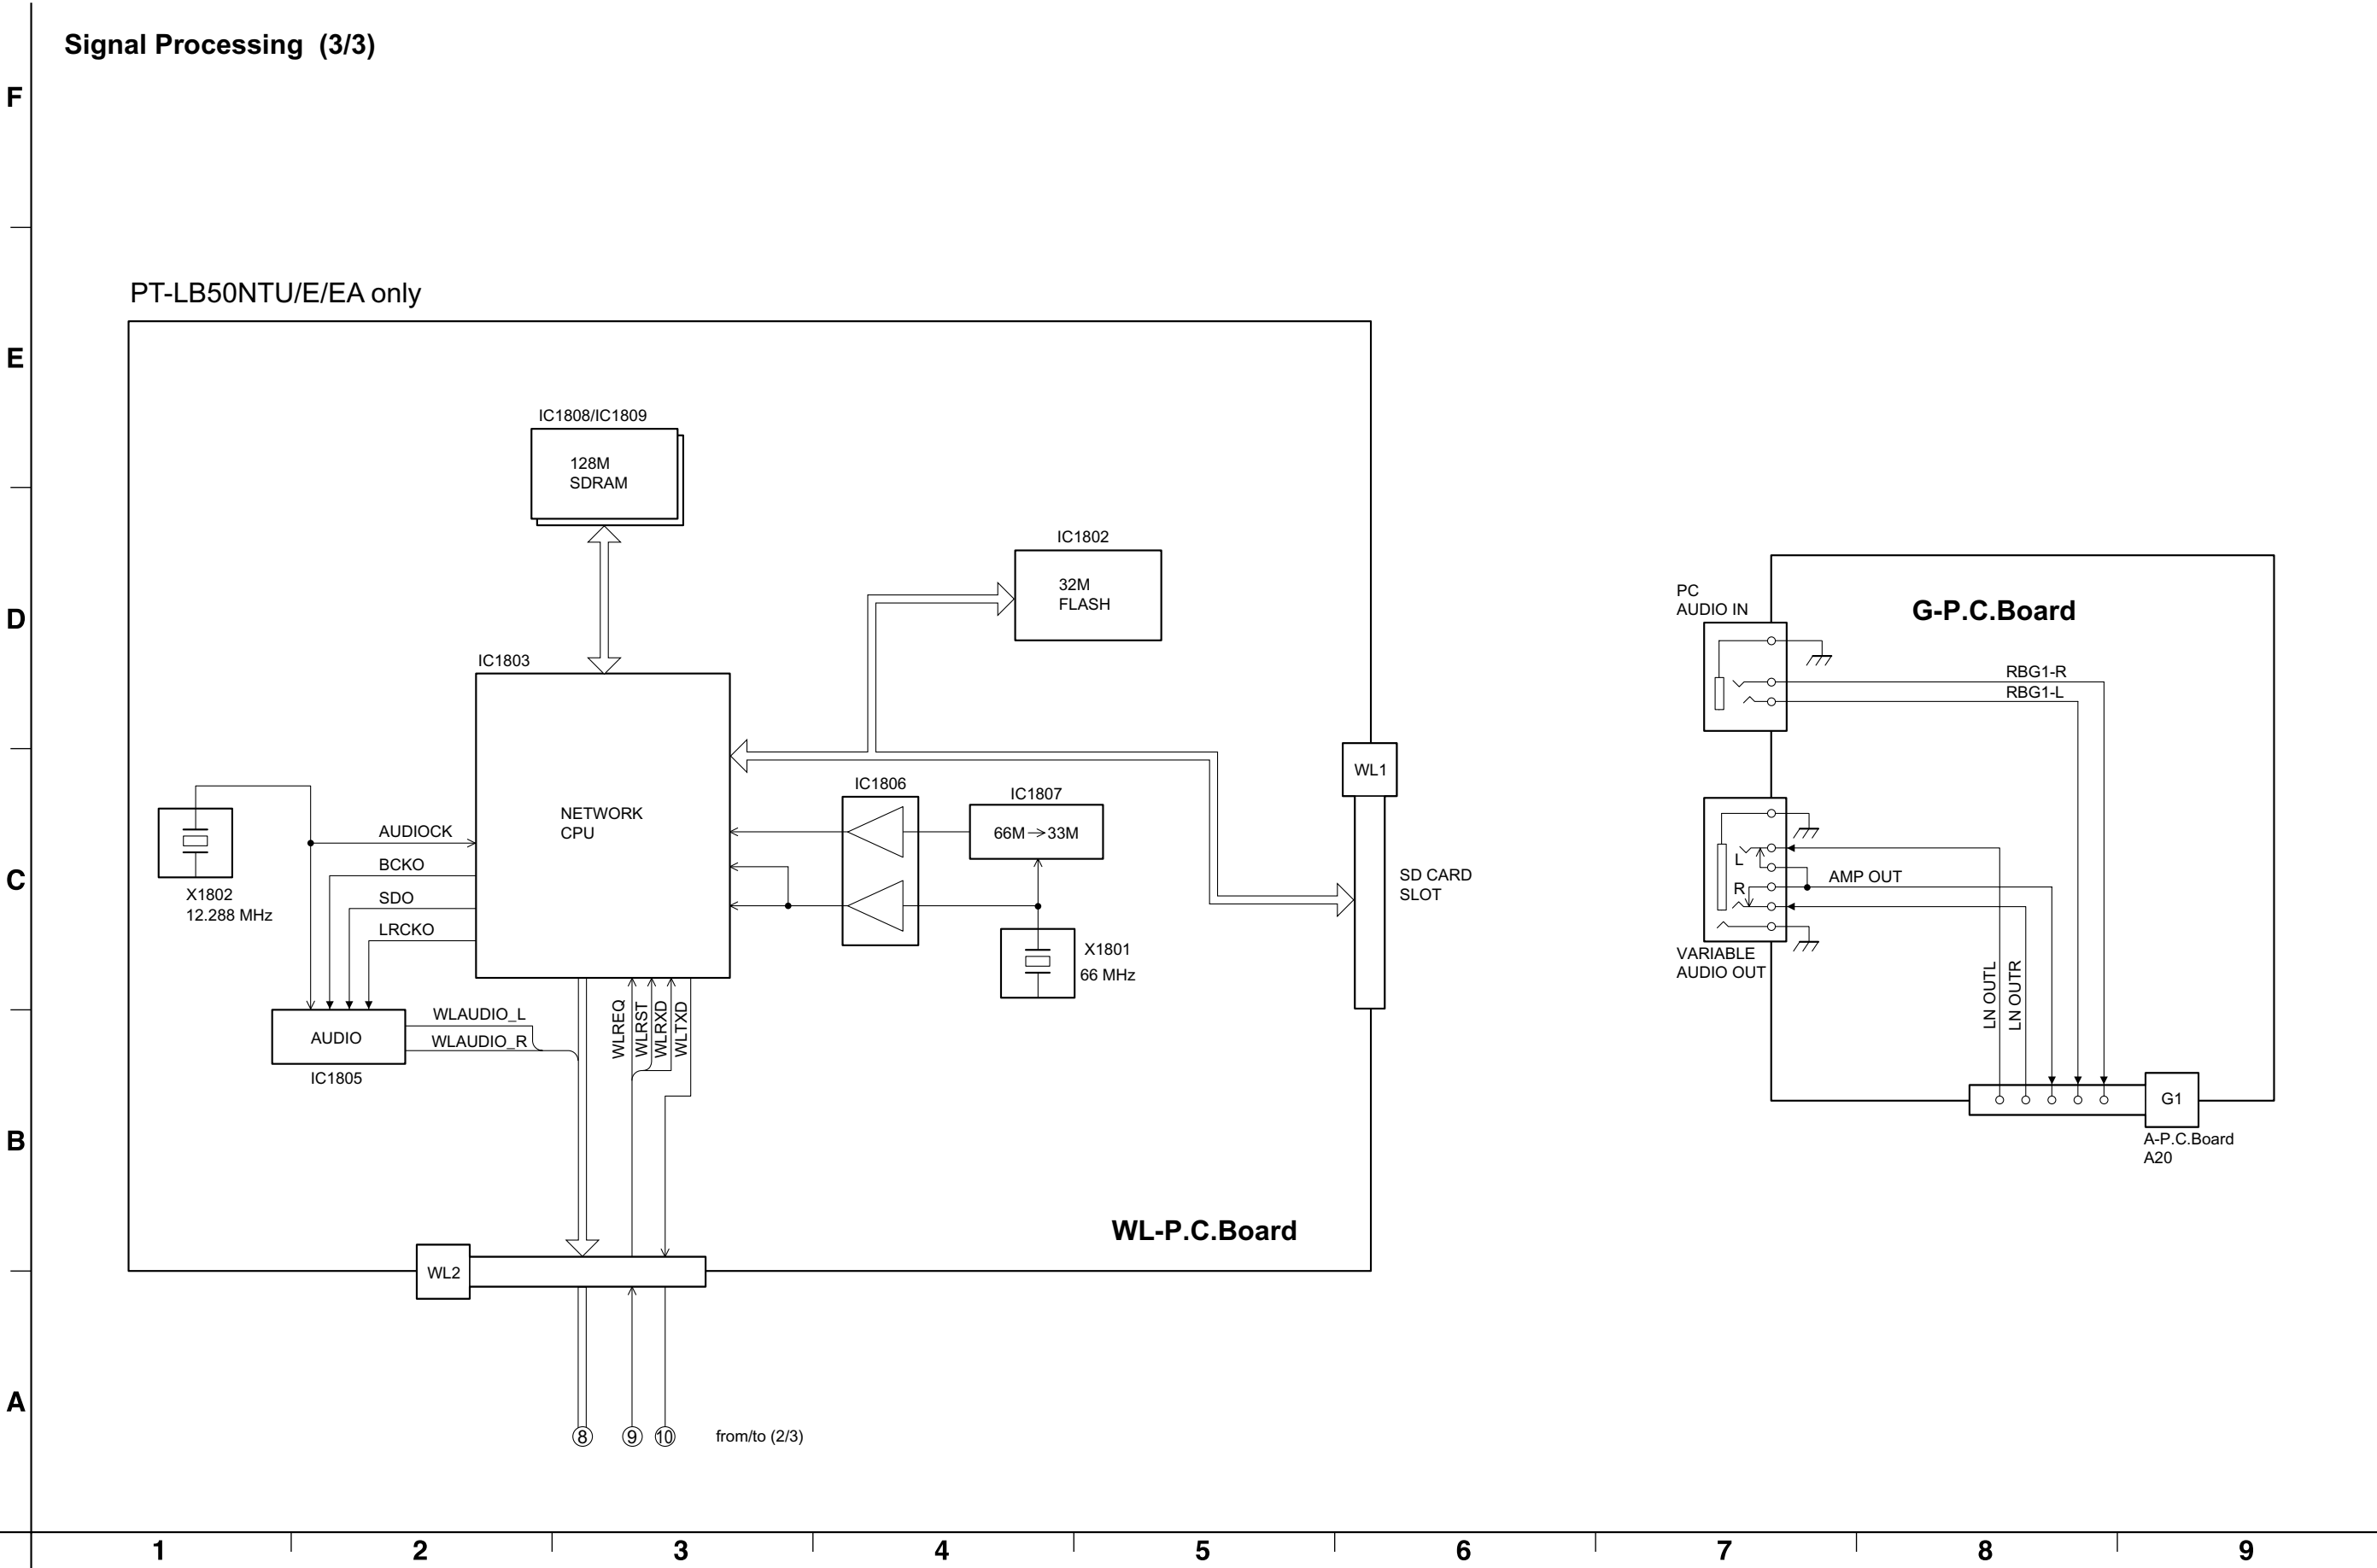 Signal Processing (3/3)
F
E
D
C
B
A
PT-LB50NTU/E/EA only
IC1808/IC1809
128M
SDRAM
IC1802
32M
FLASH
IC1803
NETWORK
CPU
IC1806
IC1807
66M→33M
X1801
66 MHz
X1802
12.288 MHz
AUDIOCK
BCKO
SDO
LRCKO
AUDIO
IC1805
WLAUDIO_L
WLAUDIO_R
WLREQ
WLRST
WLRXD
WLTXD
WL1
SD CARD
SLOT
WL-P.C.Board
WL2
8
9
10
from/to (2/3)
PC
AUDIO IN
G-P.C.Board
RBG1-R
RBG1-L
L
R
AMP OUT
VARIABLE
AUDIO OUT
LN OUTL
LN OUTR
G1
A-P.C.Board
A20
1
2
3
4
5
6
7
8
9